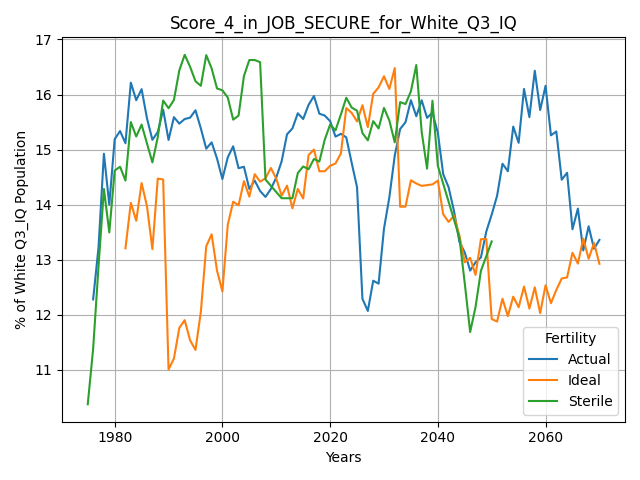 Score_4_in_JOB_SECURE_for_White_Q3_IQ
% of White Q3_IQ Population
17
16
15
14
13
12
11
1980
2000
2020
2040
2060
Years
Fertility
Actual
Ideal
Sterile